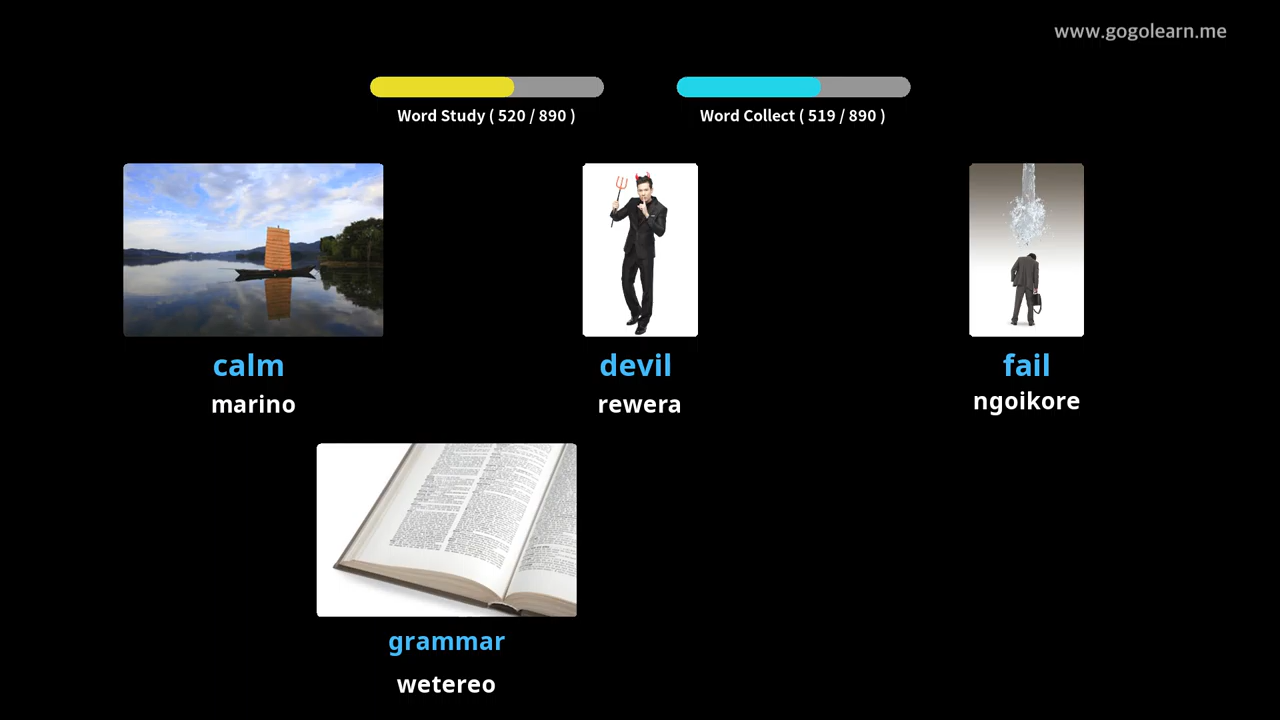 www.gogolearn.me
Word Study ( 520 / 890 )
Word Collect ( 519 / 890 )
calm
marino
devil
rewera
fail
ngoikore
grammar
wetereo